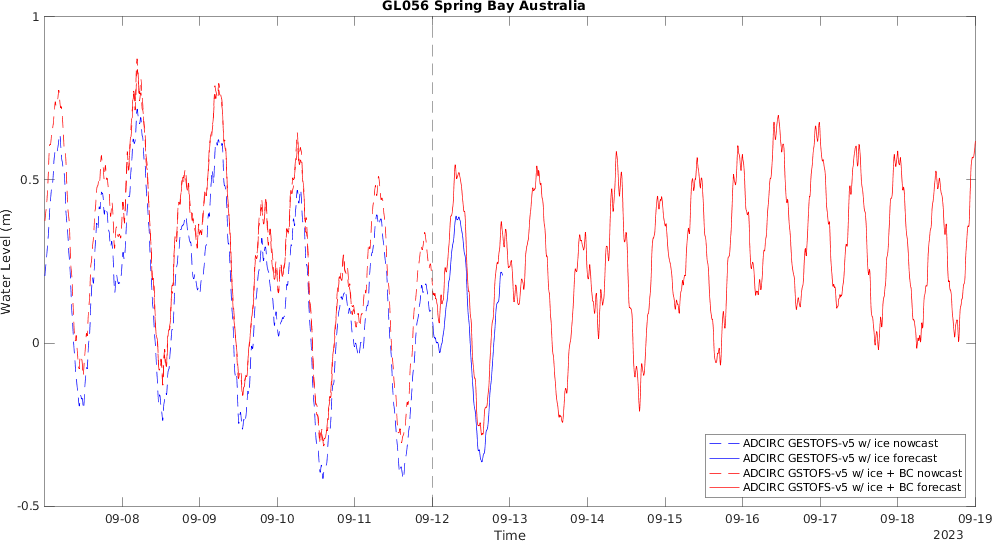 GL056 Spring Bay Australia
Water Level (m)
1
0.5
0
-0.5
09-08 09-09 09-10 09-11 09-12 09-13 09-14 09-15 09-16 09-17 09-18 09-19
Time
2023
ADCIRC GESTOFS-v5 w/ ice nowcast
ADCIRC GESTOFS-v5 w/ ice forecast
ADCIRC GSTOFS-v5 w/ ice + BC nowcast
ADCIRC GSTOFS-v5 w/ ice + BC forecast